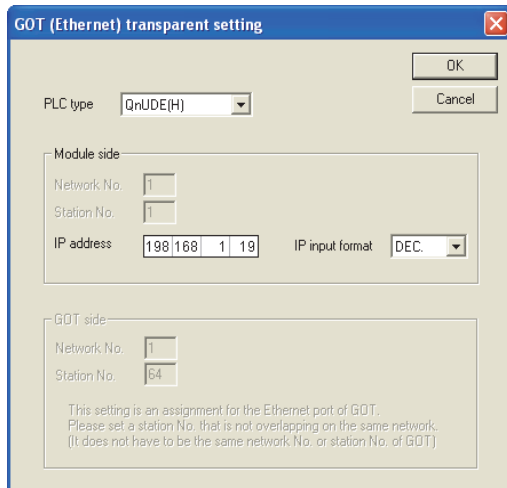 GOT (Ethernet) transparent setting
OK
PLC type QnUDE(H)
Cancel
Module side
Network No. 1
Station No. 1
IP address 198 168 1 19 IP input format DEC.
GOT side
Network No. 1
Station No. 64
This setting is an assignment for the Ethernet port of GOT.
Please set a station No. that is not overlapping on the same network.
(It does not have to be the same network No. or station No. of GOT)